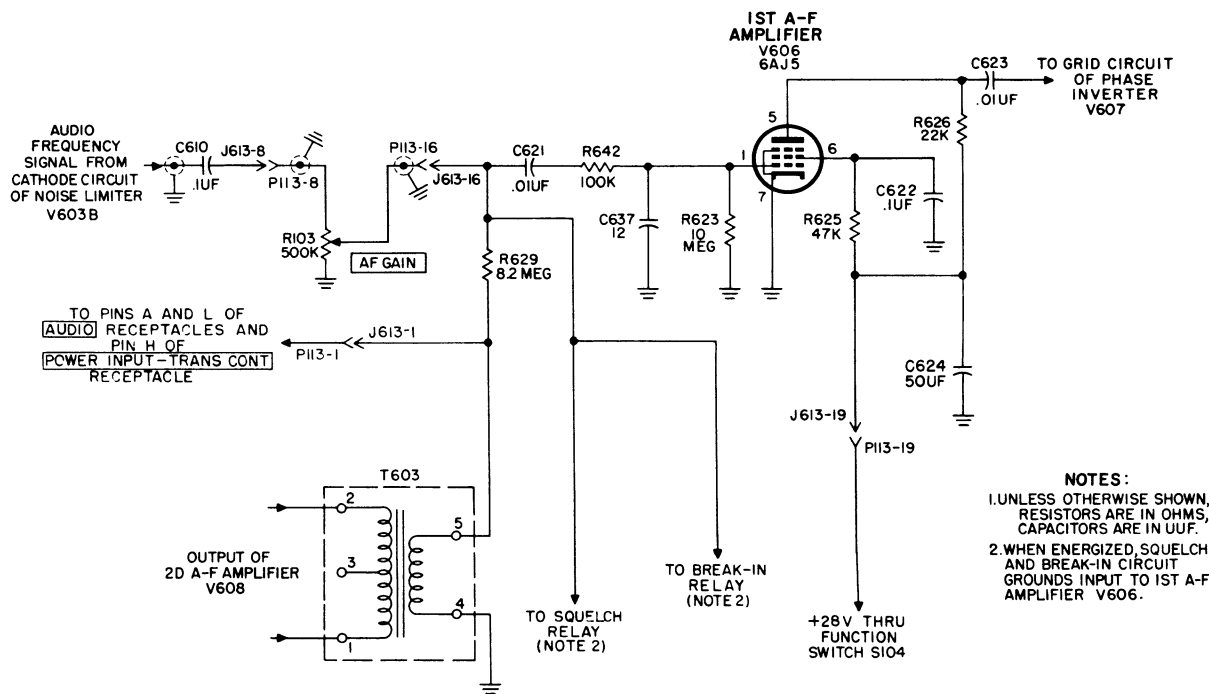 1ST A-F
AMPLIFIER
V606
6AJ5
C623
.01UF
TO GRID CIRCUIT
OF PHASE
INVERTER
V607
AUDIO
FREQUENCY
SIGNAL FROM
CATHODE CIRCUIT
OF NOISE LIMITER
V603B
C610
.1UF
J613-8
P113-8
P113-16
J613-16
C621
.01UF
R642
100K
1
5
6
7
R626
22K
R103
500K
AF GAIN
R629
8.2 MEG
C637
12
R623
10
MEG
R625
47K
C622
.1UF
TO PINS A AND L OF
AUDIO RECEPTACLES AND
PIN H OF
POWER INPUT-TRANS CONT
RECEPTACLE
P113-1
J613-1
C624
50UF
J613-19
P113-19
T603
2
3
1
5
4
OUTPUT OF
2D A-F AMPLIFIER
V608
TO SQUELCH
RELAY
(NOTE 2)
TO BREAK-IN
RELAY
(NOTE 2)
+28V THRU
FUNCTION
SWITCH S104
NOTES:
1.UNLESS OTHERWISE SHOWN,
RESISTORS ARE IN OHMS,
CAPACITORS ARE IN UUF.
2.WHEN ENERGIZED, SQUELCH
AND BREAK-IN CIRCUIT
GROUNDS INPUT TO 1ST A-F
AMPLIFIER V606.